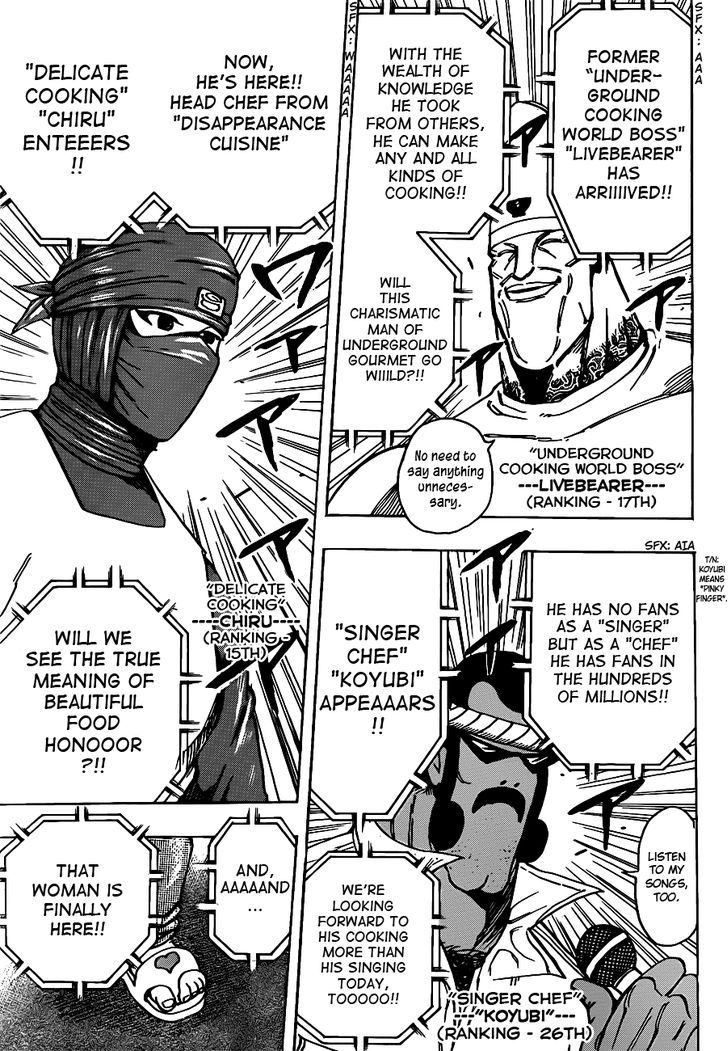 SFX: AAA
FORMER
"UNDER-
GROUND
COOKING
WORLD BOSS"
"LIVEBEARER"
HAS
ARRIIIIVED!!
WITH THE
WEALTH OF
KNOWLEDGE
HE TOOK
FROM OTHERS,
HE CAN MAKE
ANY AND ALL
KINDS OF
COOKING!!
SFX: WAAAAA
WILL
THIS
CHARISMATIC
MAN OF
UNDERGROUND
GOURMET GO
WIIILD?!!
No need to
say anything
unneces-
sary.
"UNDERGROUND
COOKING WORLD BOSS"
---LIVEBEARER---
(RANKING - 17TH)
NOW,
HE'S HERE!!
HEAD CHEF FROM
"DISAPPEARANCE
CUISINE"
"DELICATE
COOKING"
"CHIRU"
ENTEEERS
!!
"DELICATE
COOKING"
----CHIRU----
(RANKING -
15TH)
WILL WE
SEE THE TRUE
MEANING OF
BEAUTIFUL
FOOD
HONOOOR
?!!
SFX: AIA
T/N:
KOYUBI
MEANS
"PINKY
FINGER".
HE HAS NO FANS
AS A "SINGER"
BUT AS A "CHEF"
HE HAS FANS IN
THE HUNDREDS
OF MILLIONS!!
"SINGER
CHEF"
"KOYUBI"
APPEAAARS
!!
LISTEN
TO MY
SONGS,
TOO.
WE'RE
LOOKING
FORWARD TO
HIS COOKING
MORE THAN
HIS SINGING
TODAY,
TOOOOO!!
"SINGER CHEF"
---"KOYUBI"---
(RANKING - 26TH)
AND,
AAAAAND
...
THAT
WOMAN IS
FINALLY
HERE!!